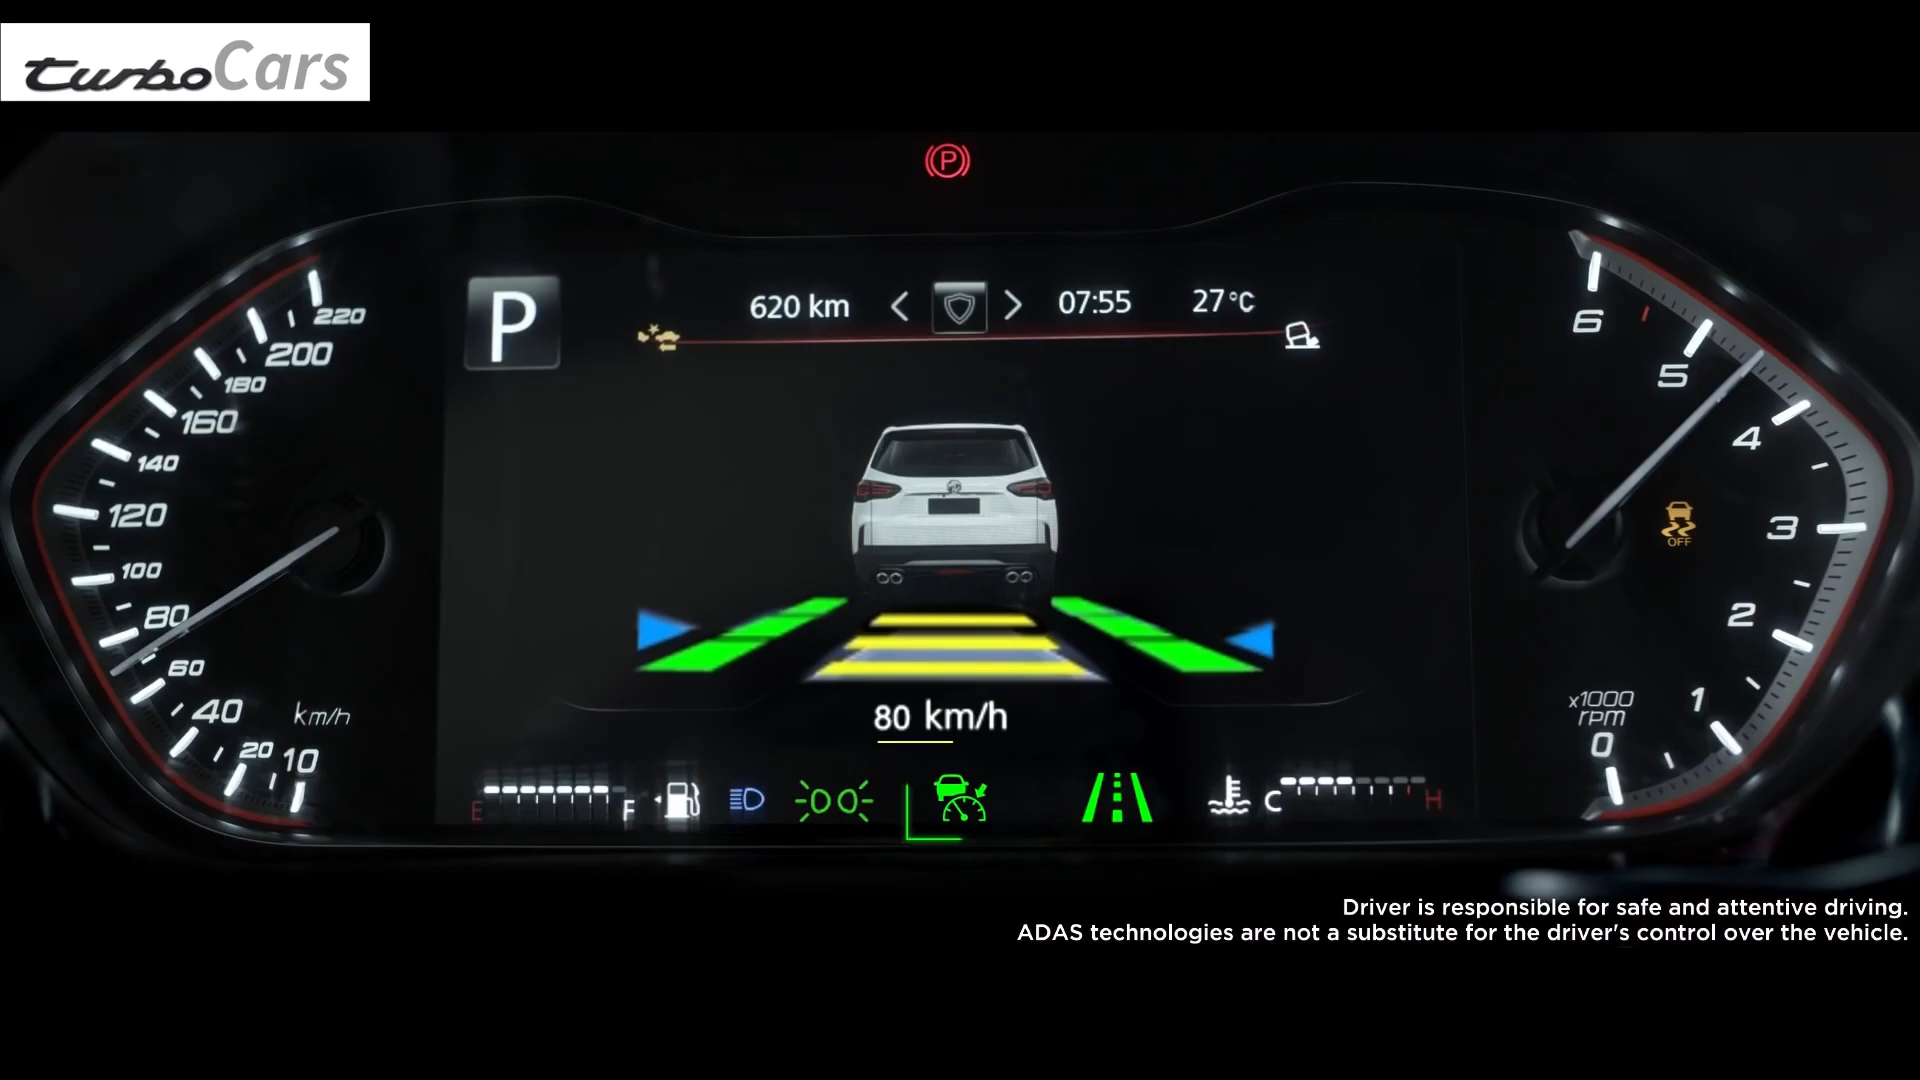 turboCars
P
P
620 km
07:55
27°C
220
200
180
160
140
120
100
80
60
40
20
10
km/h
6
5
4
3
2
1
0
x1000
rpm
OFF
80 km/h
E
F
C
H
Driver is responsible for safe and attentive driving.
ADAS technologies are not a substitute for the driver's control over the vehicle.